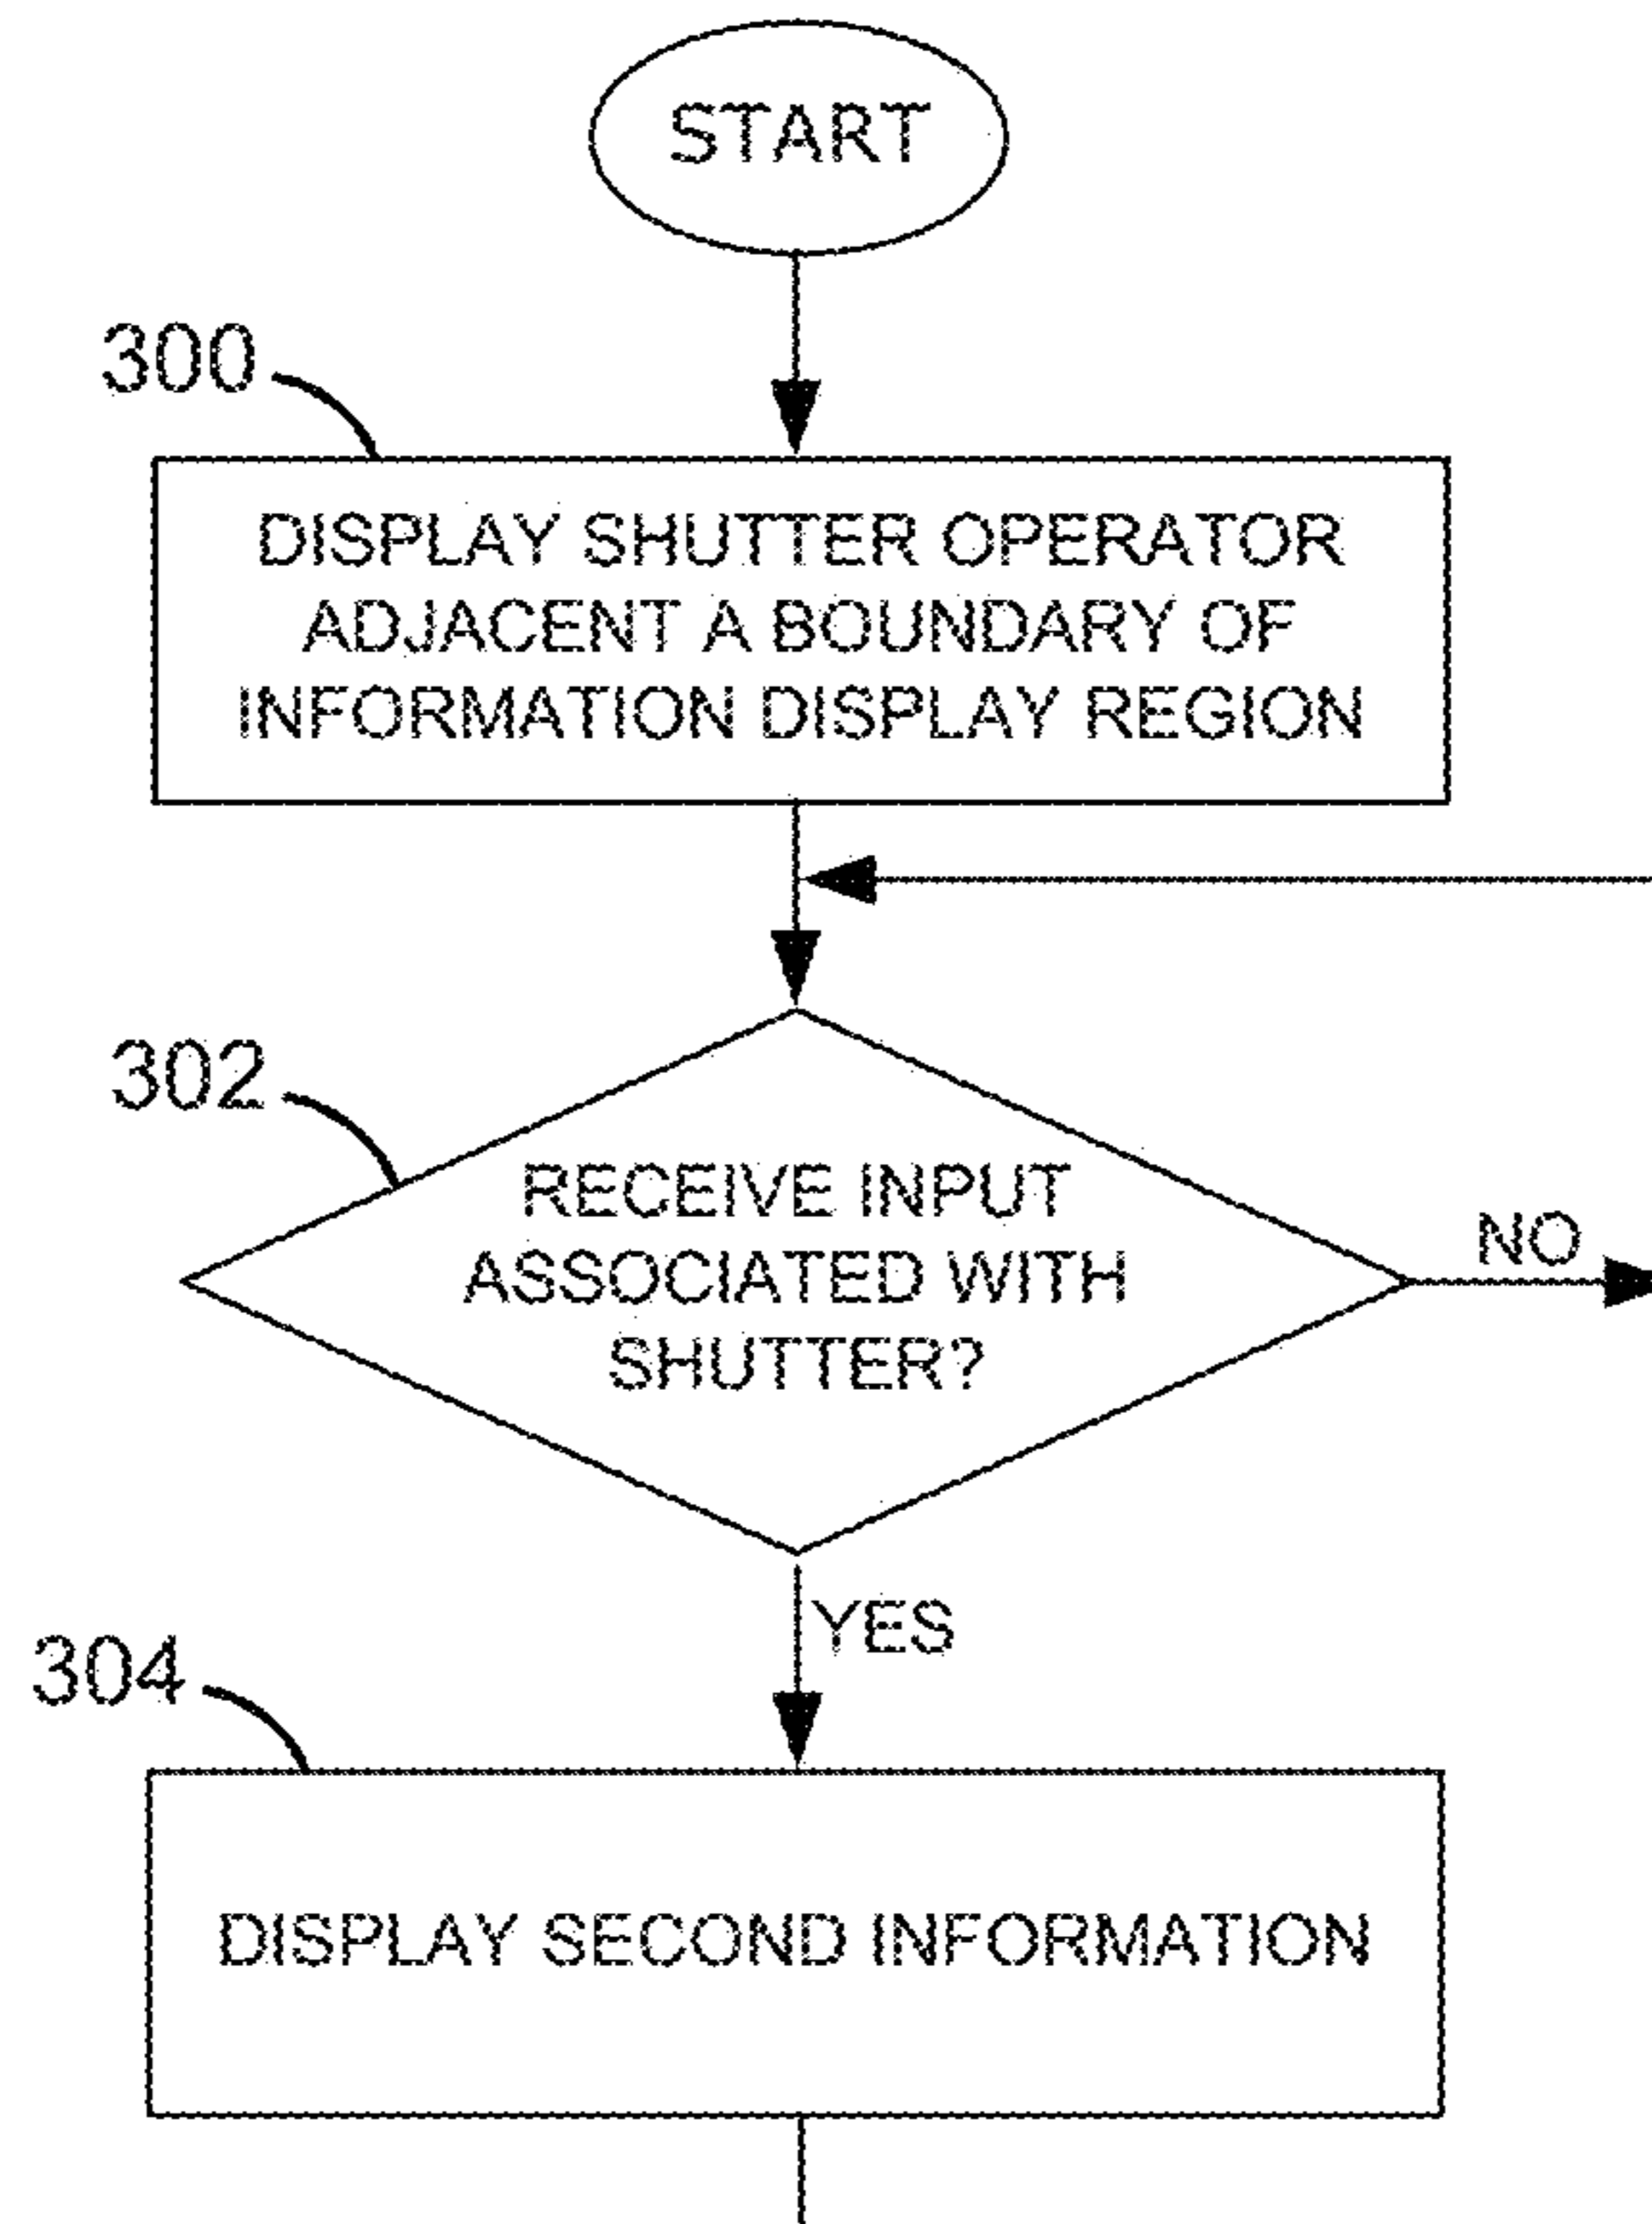 START
300
DISPLAY SHUTTER OPERATOR
ADJACENT A BOUNDARY OF
INFORMATION DISPLAY REGION
302
RECEIVE INPUT
ASSOCIATED WITH
SHUTTER?
NO
YES
304
DISPLAY SECOND INFORMATION